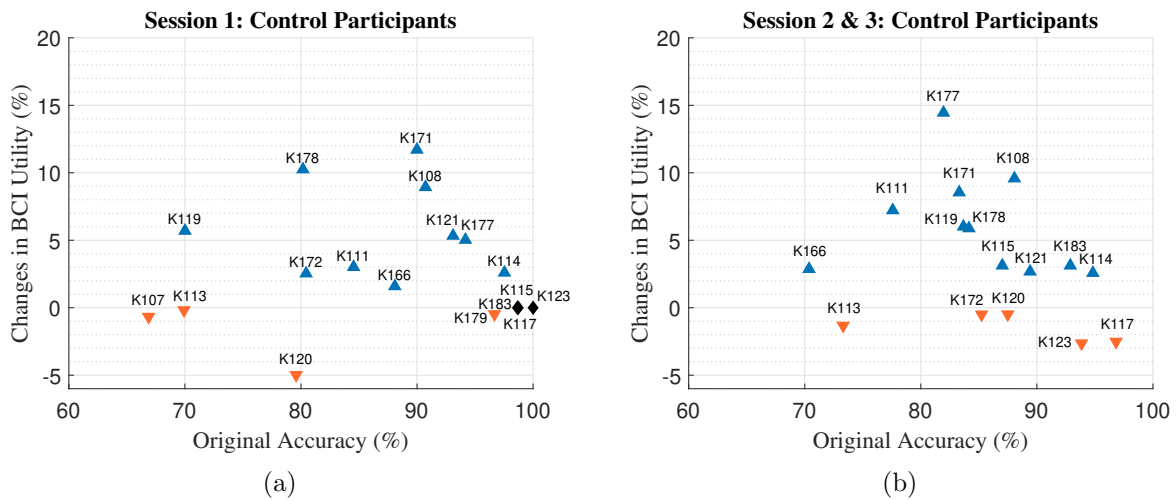 Session 1: Control Participants
Changes in BCI Utility (%)
20
15
10
5
0
-5
K171
K178
K108
K119
K121
K177
K172
K111
K166
K114
K107
K113
K115
K183
K123
K179
K117
K120
60 70 80 90 100
Original Accuracy (%)
(a)
Session 2 & 3: Control Participants
Changes in BCI Utility (%)
20
15
10
5
0
-5
K177
K171
K108
K111
K119
K178
K166
K115
K121
K183
K114
K113
K172
K120
K123
K117
60 70 80 90 100
Original Accuracy (%)
(b)